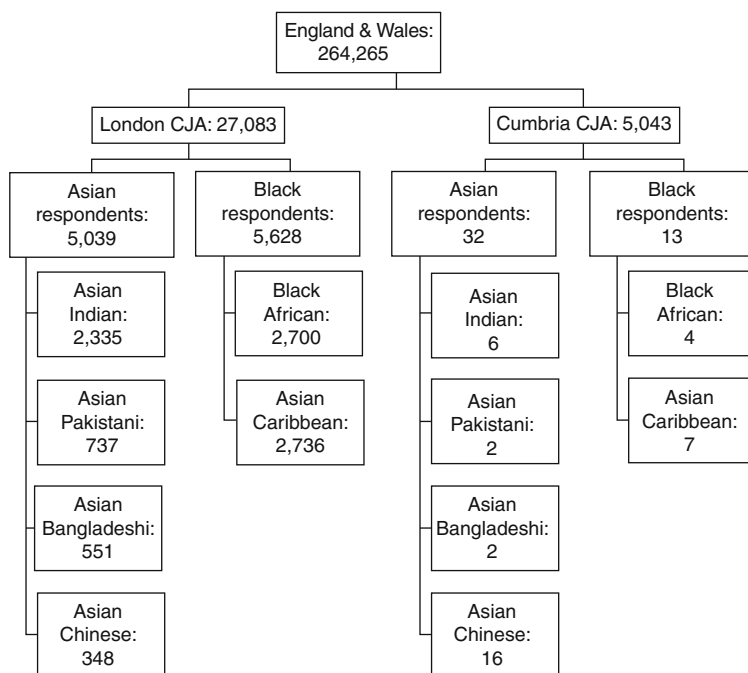 England & Wales:
264,265
London CJA: 27,083
Cumbria CJA: 5,043
Asian
respondents:
5,039
Black
respondents:
5,628
Asian
respondents:
32
Black
respondents:
13
Asian
Indian:
2,335
Black
African:
2,700
Asian
Indian:
6
Black
African:
4
Asian
Pakistani:
737
Asian
Caribbean:
2,736
Asian
Pakistani:
2
Asian
Caribbean:
7
Asian
Bangladeshi:
551
Asian
Bangladeshi:
2
Asian
Chinese:
348
Asian
Chinese:
16